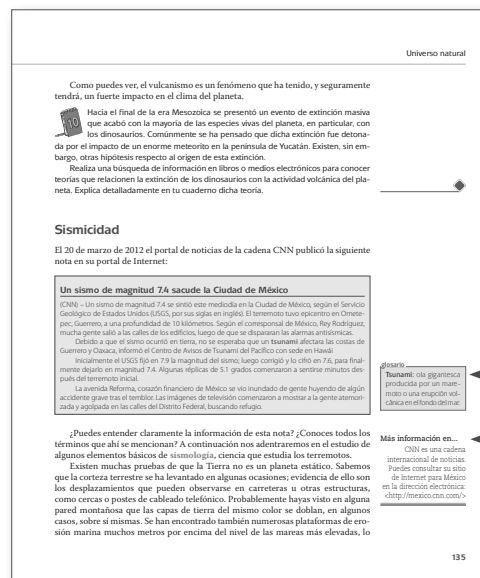 Universo natural
Como puedes ver, el vulcanismo es un fenómeno que ha tenido, y seguramente
tendrá, un fuerte impacto en el clima del planeta.
10
Hacia el final de la era Mesozoica se presentó un evento de extinción masiva
que acabó con la mayoría de las especies vivas del planeta, en particular, con
los dinosaurios. Comúnmente se ha pensado que dicha extinción fue detona-
da por el impacto de un enorme meteorito en la península de Yucatán. Existen, sin em-
bargo, otras hipótesis respecto al origen de esta extinción.
Realiza una búsqueda de información en libros o medios electrónicos para conocer
teorías que relacionen la extinción de los dinosaurios con la actividad volcánica del pla-
neta. Explica detalladamente en tu cuaderno dicha teoría.
Sismicidad
El 20 de marzo de 2012 el portal de noticias de la cadena CNN publicó la siguiente
nota en su portal de Internet:
Un sismo de magnitud 7.4 sacude la Ciudad de México
(CNN) – Un sismo de magnitud 7.4 se sintió este mediodía en la Ciudad de México, según el Servicio
Geológico de Estados Unidos (USGS, por sus siglas en inglés). El terremoto tuvo epicentro en Omete-
pec, Guerrero, a una profundidad de 10 kilómetros. Según el corresponsal de México, Rey Rodríguez,
mucha gente salió a las calles de los edificios, luego de que se dispararan las alarmas antisísmicas.
Debido a que el sismo ocurrió en tierra, no se esperaba que un tsunami afectara las costas de
Guerrero y Oaxaca, informó el Centro de Avisos de Tsunami del Pacífico con sede en Hawái
Inicialmente el USGS fijó en 7.9 la magnitud del sismo; luego corrigió y lo cifró en 7.6, para final-
mente dejarlo en magnitud 7.4. Algunas réplicas de 5.1 grados comenzaron a sentirse minutos des-
pués del terremoto inicial.
La avenida Reforma, corazón financiero de México se vio inundado de gente huyendo de algún
accidente grave tras el temblor. Las imágenes de televisión comenzaron a mostrar a la gente atemori-
zada y agolpada en las calles del Distrito Federal, buscando refugio.
glosario
Tsunami: ola gigantesca
producida por un mare-
moto o una erupción vol-
cánica en el fondo del mar.
¿Puedes entender claramente la información de esta nota? ¿Conoces todos los
términos que ahí se mencionan? A continuación nos adentraremos en el estudio de
algunos elementos básicos de sismología, ciencia que estudia los terremotos.
Existen muchas pruebas de que la Tierra no es un planeta estático. Sabemos
que la corteza terrestre se ha levantado en algunas ocasiones; evidencia de ello son
los desplazamientos que pueden observarse en carreteras u otras estructuras,
como cercas o postes de cableado telefónico. Probablemente hayas visto en alguna
pared montañosa que las capas de tierra del mismo color se doblan, en algunos
casos, sobre sí mismas. Se han encontrado también numerosas plataformas de ero-
sión marina muchos metros por encima del nivel de las mareas más elevadas, lo
Más información en...
CNN es una cadena
internacional de noticias.
Puedes consultar su sitio
de Internet para México
en la dirección electrónica:
<http://mexico.cnn.com/>
135